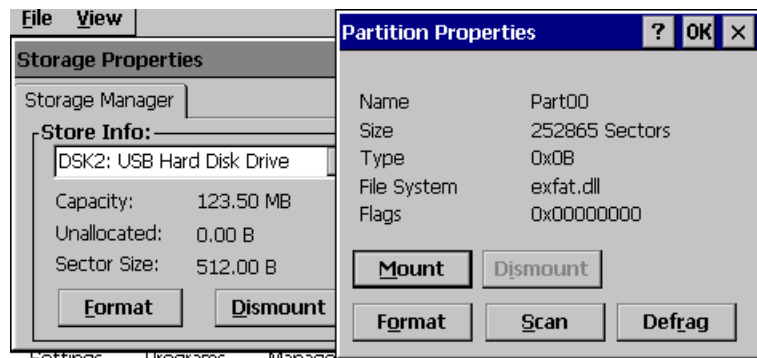 File View
Storage Properties
Storage Manager
Store Info:
DSK2: USB Hard Disk Drive
Capacity: 123.50 MB
Unallocated: 0.00 B
Sector Size: 512.00 B
Format Dismount
Partition Properties ? OK ×
Name Part00
Size 252865 Sectors
Type 0x0B
File System exfat.dll
Flags 0x00000000
Mount Dismount
Format Scan Defrag